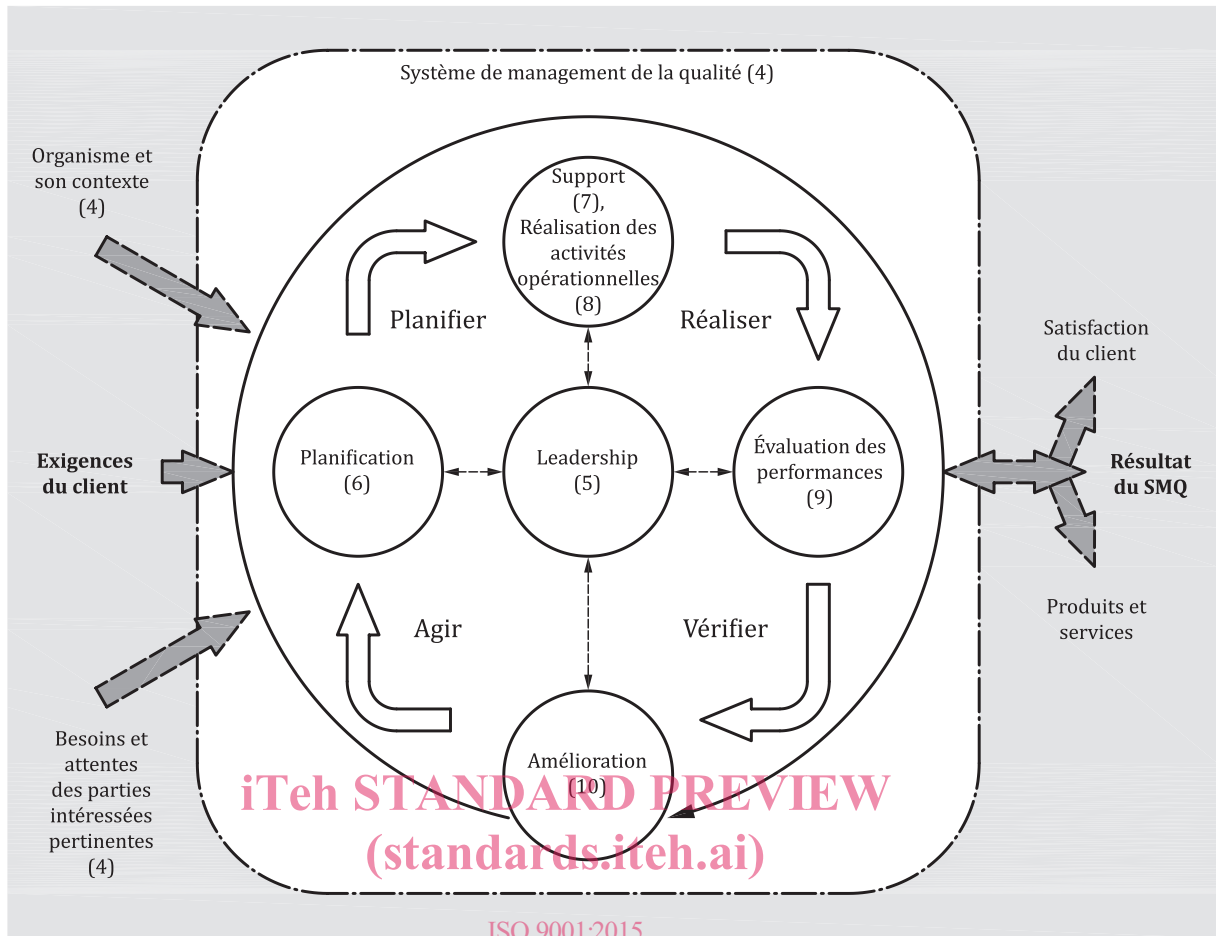 Système de management de la qualité (4)
Organisme et
son contexte
(4)
Support
(7),
Réalisation des
activités
opérationnelles
(8)
Planifier
Réaliser
Satisfaction
du client
Exigences
du client
Planification
(6)
Leadership
(5)
Évaluation des
performances
(9)
Résultat
du SMQ
Agir
Vérifier
Produits et
services
Besoins et
attentes
des parties
intéressées
pertinentes
(4)
Amélioration
(10)
iTeh STANDARD PREVIEW
(standards.iteh.ai)
ISO 9001:2015